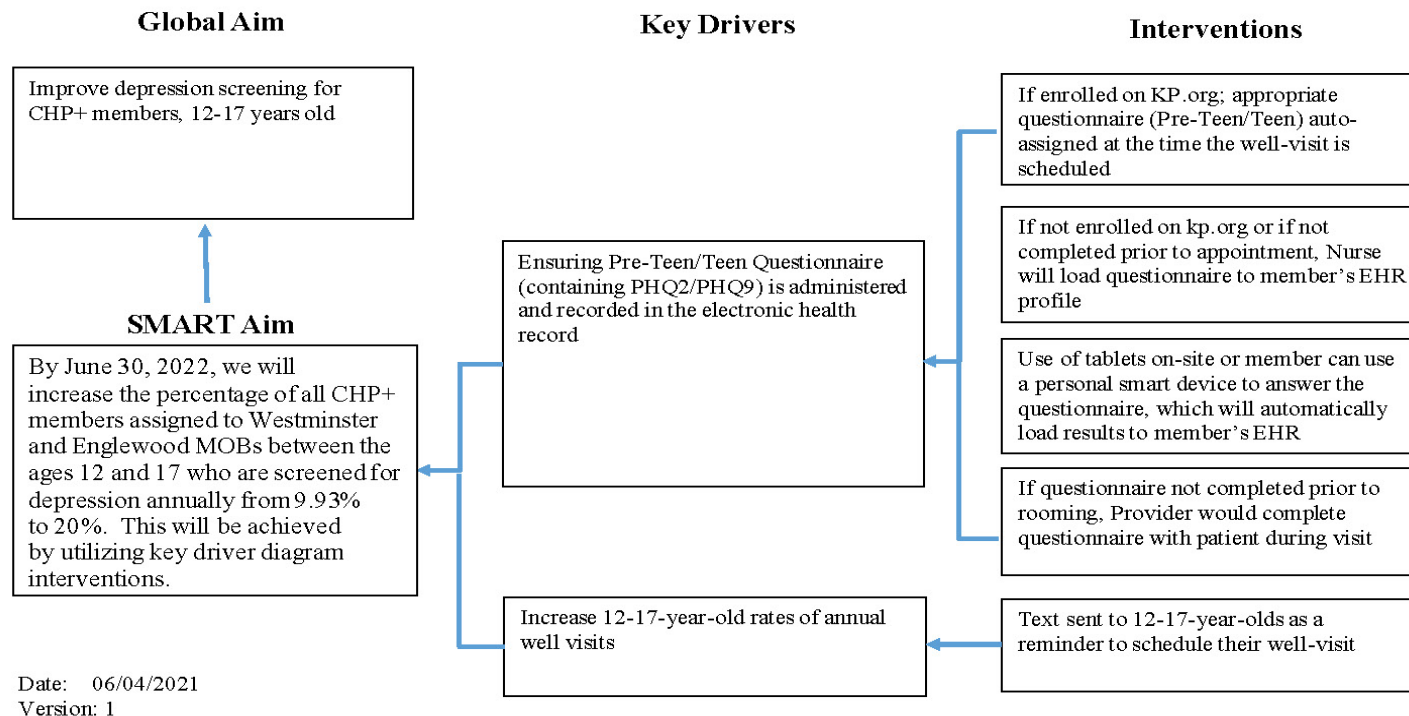 Global Aim
Improve depression screening for
CHP+ members, 12-17 years old
SMART Aim
By June 30, 2022, we will
increase the percentage of all CHP+
members assigned to Westminster
and Englewood MOBs between the
ages 12 and 17 who are screened for
depression annually from 9.93%
to 20%.  This will be achieved
by utilizing key driver diagram
interventions.
Key Drivers
Ensuring Pre-Teen/Teen Questionnaire
(containing PHQ2/PHQ9) is administered
and recorded in the electronic health
record
Increase 12-17-year-old rates of annual
well visits
Interventions
If enrolled on KP.org; appropriate
questionnaire (Pre-Teen/Teen) auto-
assigned at the time the well-visit is
scheduled
If not enrolled on kp.org or if not
completed prior to appointment, Nurse
will load questionnaire to member's EHR
profile
Use of tablets on-site or member can use
a personal smart device to answer the
questionnaire, which will automatically
load results to member's EHR
If questionnaire not completed prior to
rooming, Provider would complete
questionnaire with patient during visit
Text sent to 12-17-year-olds as a
reminder to schedule their well-visit
Date: 06/04/2021
Version: 1